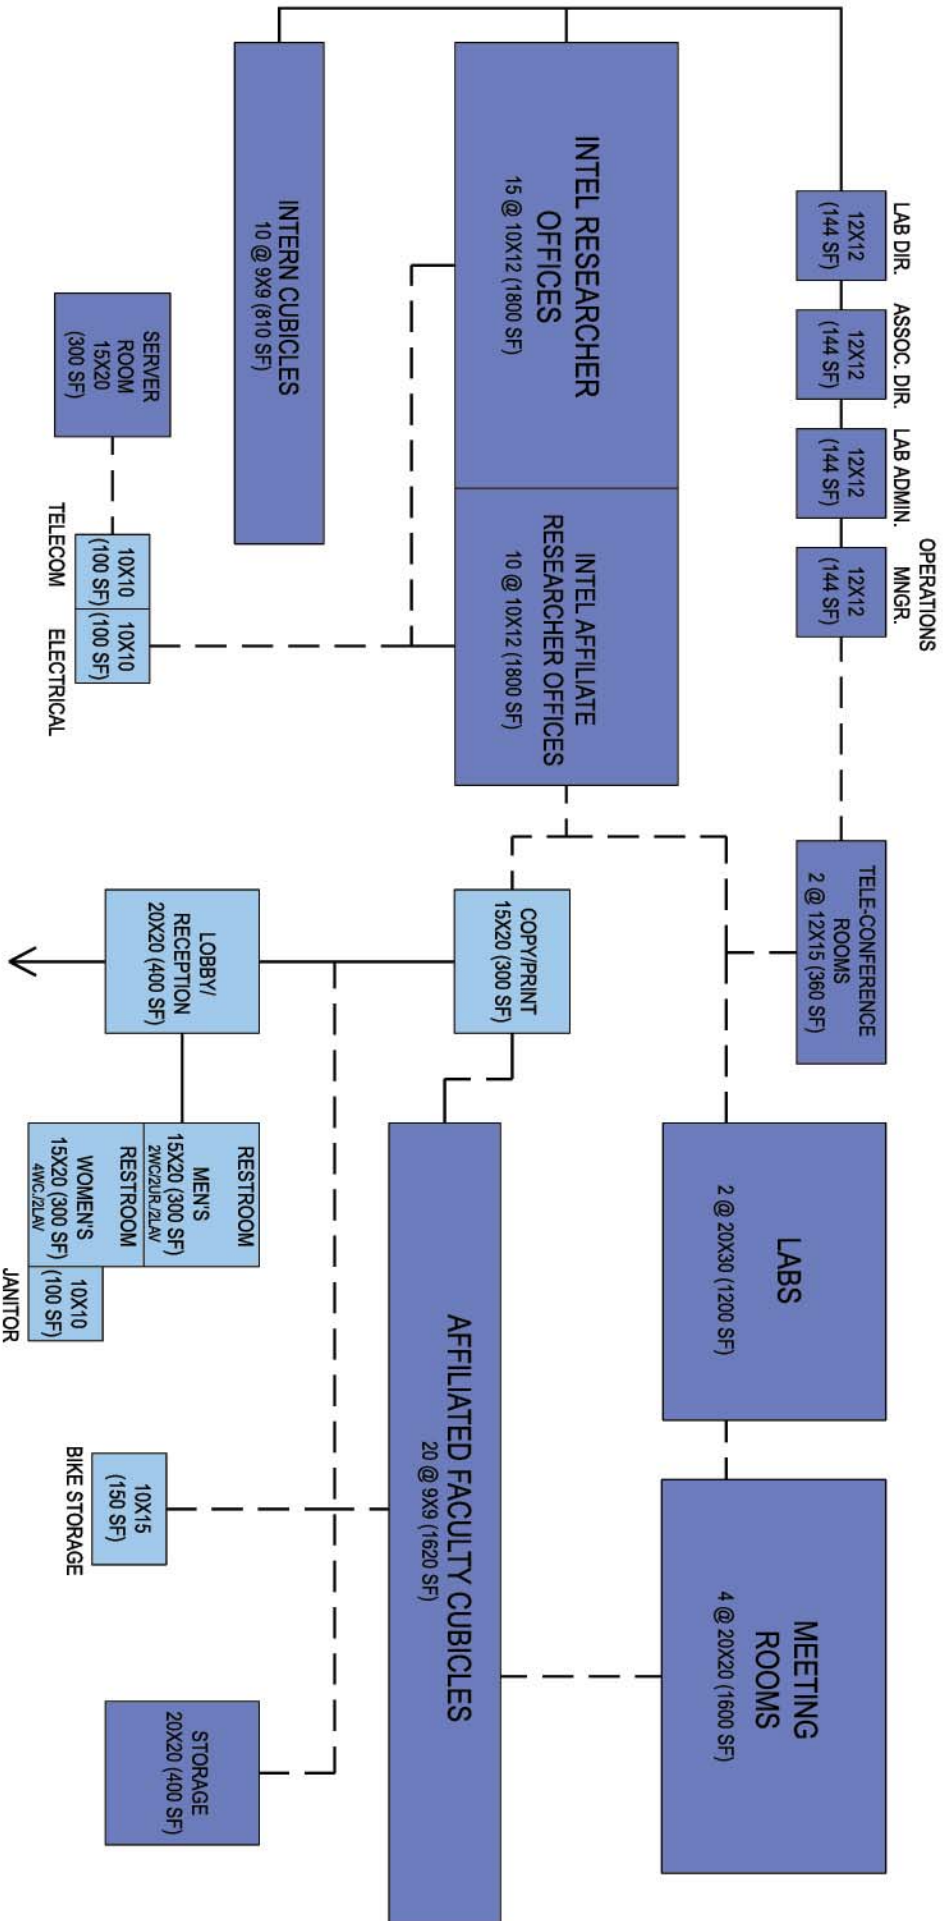 OPERATIONS
LAB DIR.
ASSOC. DIR.
LAB ADMIN.
MNGR.
12X12
(144 SF)
12X12
(144 SF)
12X12
(144 SF)
12X12
(144 SF)
TELE-CONFERENCE
ROOMS
2 @ 12X15 (360 SF)
LABS
2 @ 20X30 (1200 SF)
MEETING
ROOMS
4 @ 20X20 (1600 SF)
INTEL RESEARCHER
OFFICES
15 @ 10X12 (1800 SF)
INTEL AFFILIATE
RESEARCHER OFFICES
10 @ 10X12 (1800 SF)
COPY/PRINT
15X20 (300 SF)
AFFILIATED FACULTY CUBICLES
20 @ 9X9 (1620 SF)
INTERN CUBICLES
10 @ 9X9 (810 SF)
SERVER
ROOM
15X20
(300 SF)
10X10
(100 SF)
10X10
(100 SF)
TELECOM
ELECTRICAL
LOBBY/
RECEPTION
20X20 (400 SF)
RESTROOM
MEN'S
15X20 (300 SF)
2WC/2UR./2LAV
RESTROOM
WOMEN'S
15X20 (300 SF)
4WC./2LAV
10X10
(100 SF)
JANITOR
10X15
(150 SF)
BIKE STORAGE
STORAGE
20X20 (400 SF)